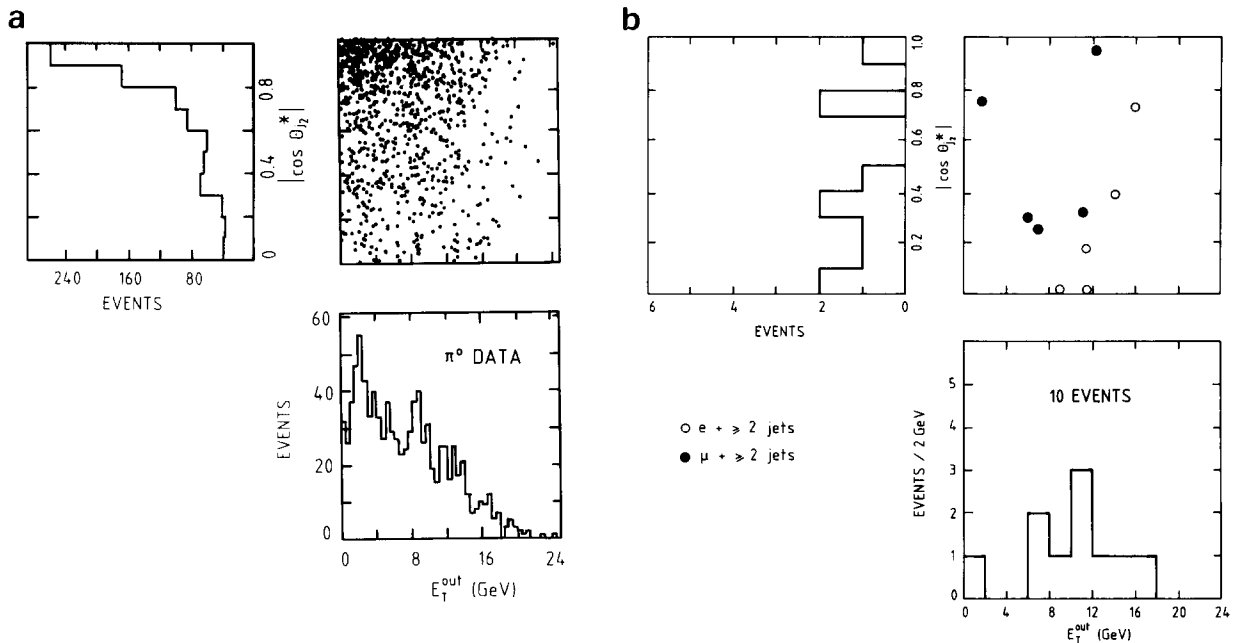 a
0.8
0.4
0
|cos θ*J2|
240 160 80
EVENTS
60
40
20
0
EVENTS
π° DATA
0 8 16 24
E_T^out (GeV)
b
1.0
0.8
0.6
0.4
0.2
|cos θ*J2|
6 4 2 0
EVENTS
○ e + ⩾ 2 jets
● μ + ⩾ 2 jets
5
4
3
2
1
0
EVENTS / 2 GeV
10 EVENTS
0 4 8 12 16 20 24
E_T^out (GeV)